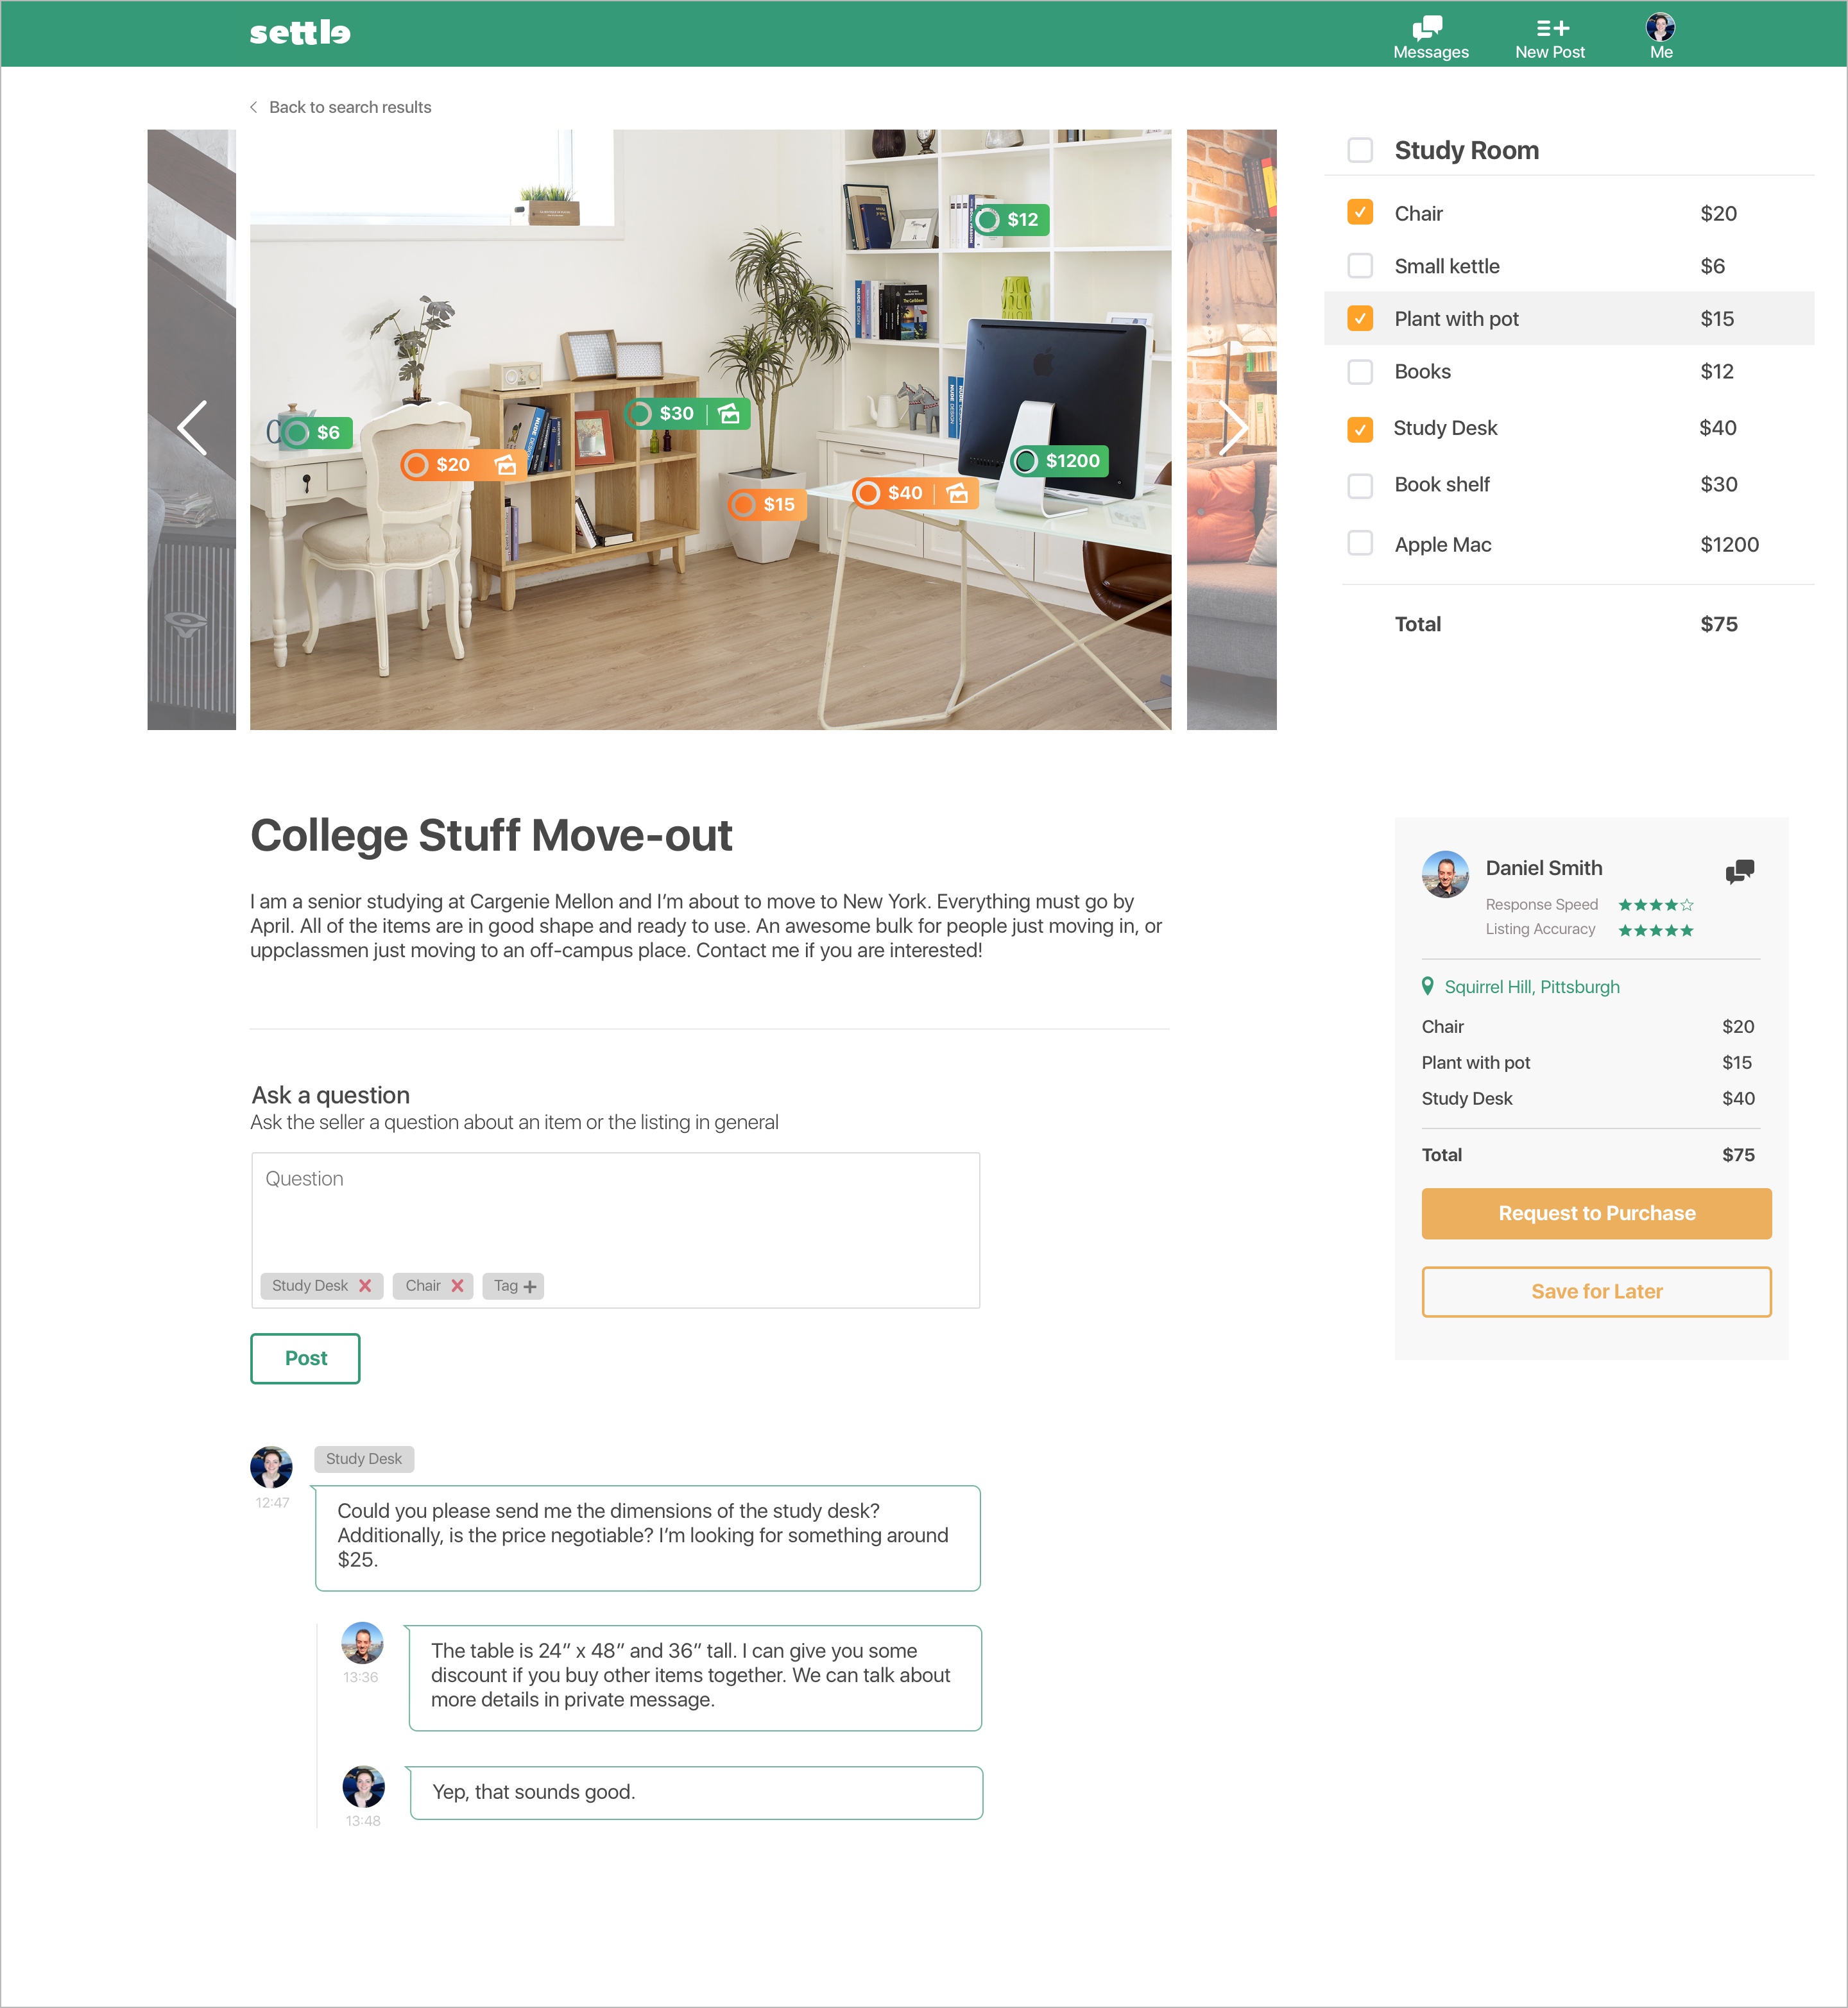 settle
Messages
New Post
Me
Back to search results
$12
$30
$6
$20
$1200
$40
$15
Study Room
Chair $20
Small kettle $6
Plant with pot $15
Books $12
Study Desk $40
Book shelf $30
Apple Mac $1200
Total $75
College Stuff Move-out
I am a senior studying at Cargenie Mellon and I’m about to move to New York. Everything must go by
April. All of the items are in good shape and ready to use. An awesome bulk for people just moving in, or
uppclassmen just moving to an off-campus place. Contact me if you are interested!
Daniel Smith
Response Speed
Listing Accuracy
Squirrel Hill, Pittsburgh
Chair $20
Plant with pot $15
Study Desk $40
Total $75
Request to Purchase
Save for Later
Ask a question
Ask the seller a question about an item or the listing in general
Question
Study Desk
Chair
Tag
Post
Study Desk
12:47
Could you please send me the dimensions of the study desk?
Additionally, is the price negotiable? I’m looking for something around
$25.
13:36
The table is 24” x 48” and 36” tall. I can give you some
discount if you buy other items together. We can talk about
more details in private message.
13:48
Yep, that sounds good.